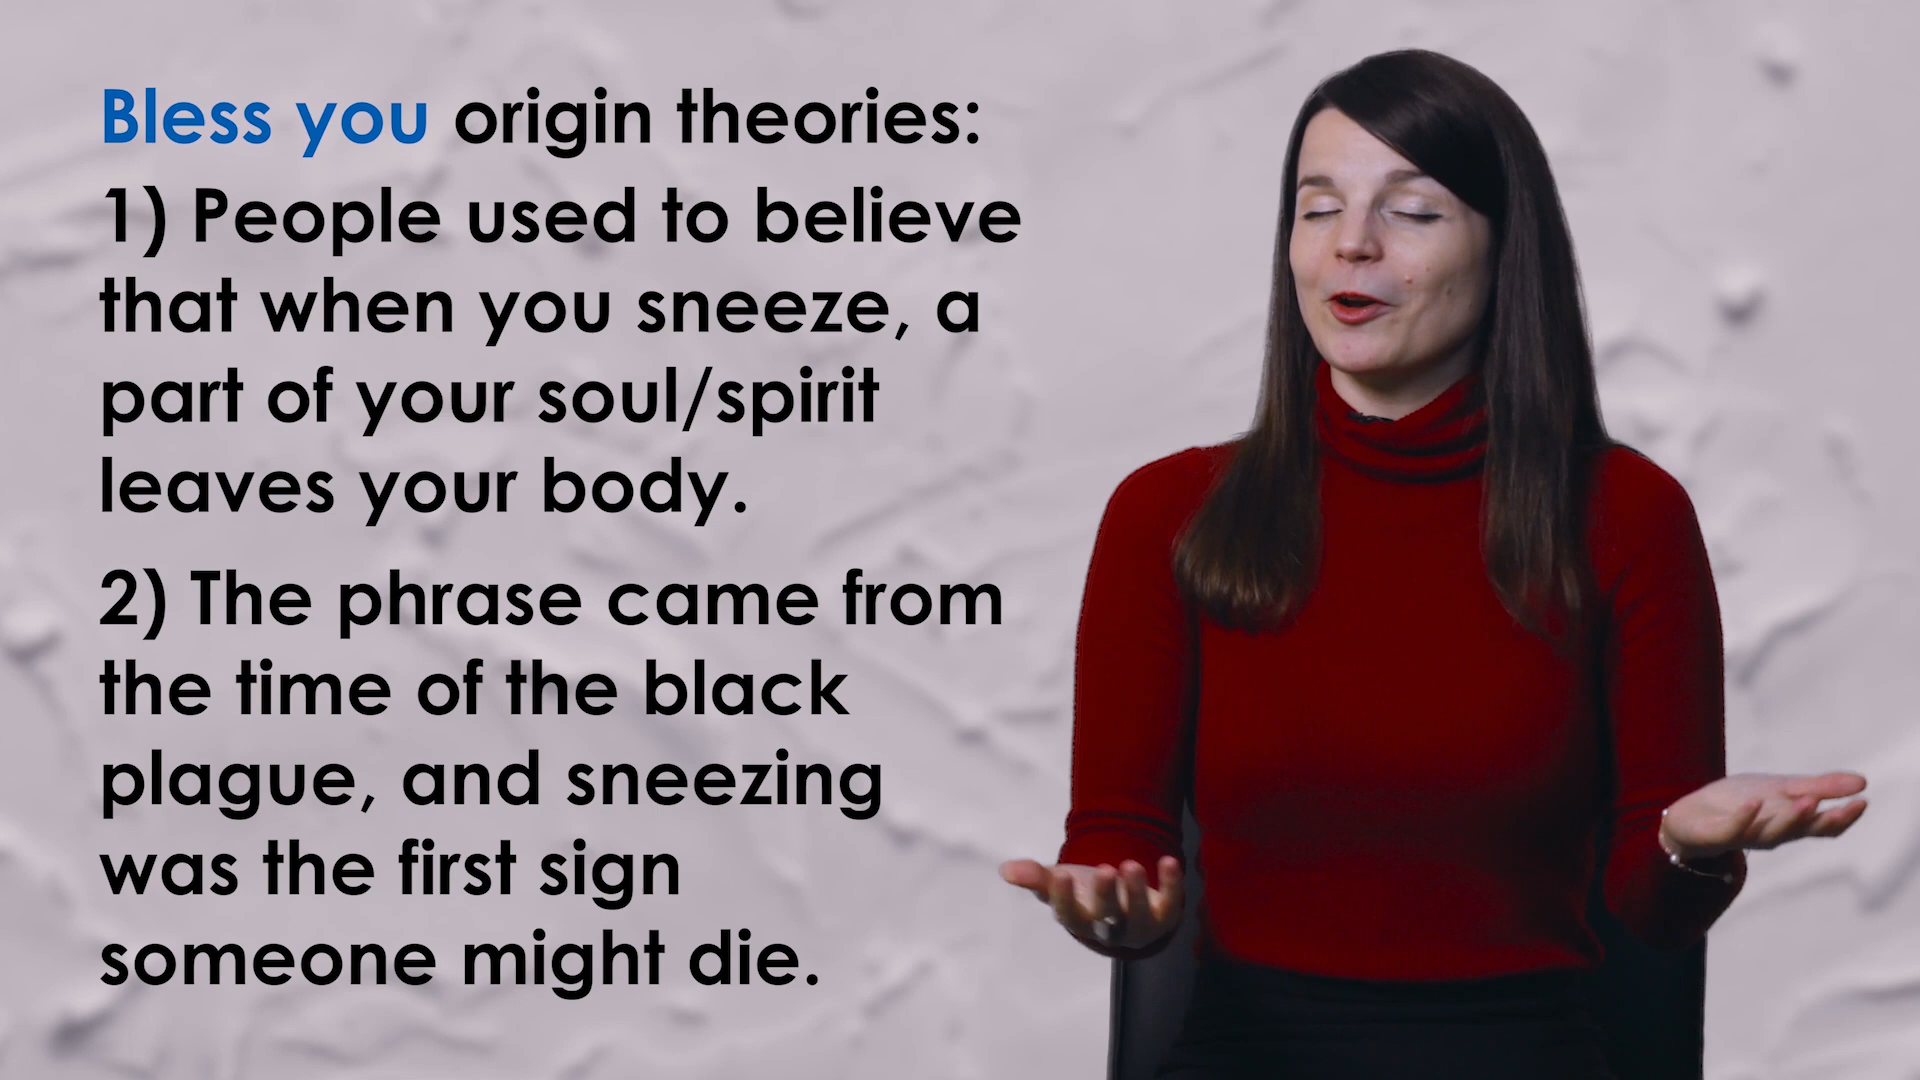 Bless you origin theories:
1) People used to believe
that when you sneeze, a
part of your soul/spirit
leaves your body.
2) The phrase came from
the time of the black
plague, and sneezing
was the first sign
someone might die.